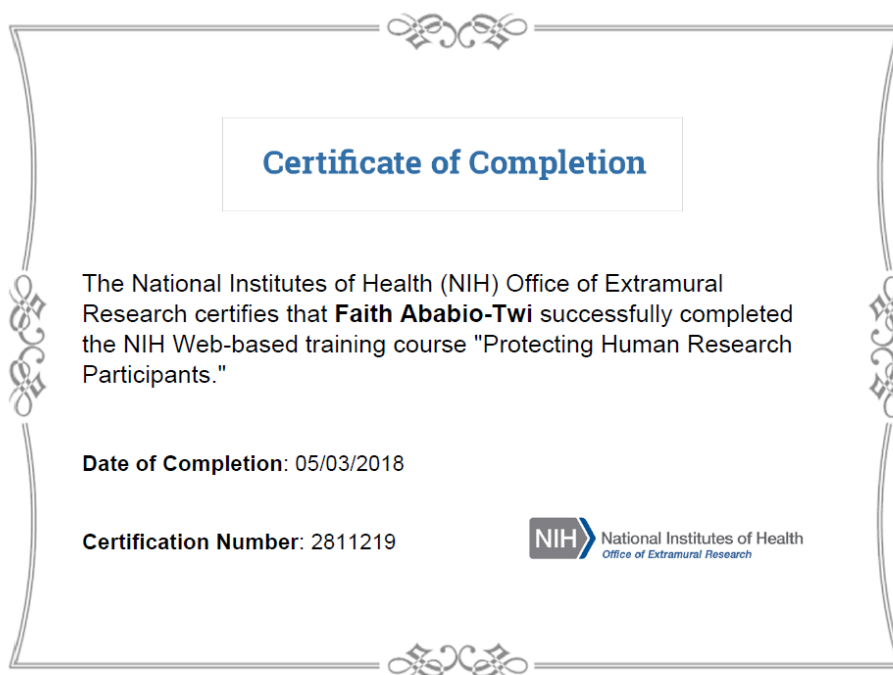 Certificate of Completion
The National Institutes of Health (NIH) Office of Extramural
Research certifies that Faith Ababio-Twi successfully completed
the NIH Web-based training course "Protecting Human Research
Participants."
Date of Completion: 05/03/2018
Certification Number: 2811219
NIH National Institutes of Health
Office of Extramural Research